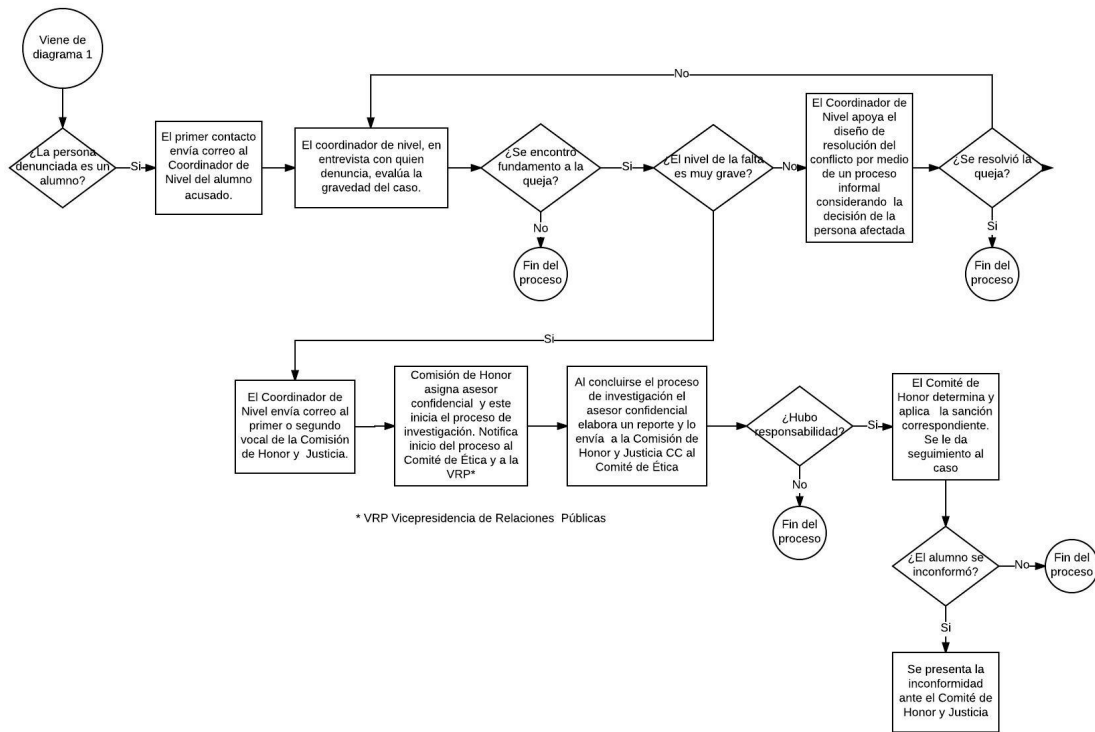 Viene de
diagrama 1
No
¿La persona
denunciada es un
alumno?
Si
El primer contacto
envía correo al
Coordinador de
Nivel del alumno
acusado.
El coordinador de nivel, en
entrevista con quien
denuncia, evalúa la
gravedad del caso.
¿Se encontro
fundamento a la
queja?
Si
No
Fin del
proceso
¿El nivel de la falta
es muy grave?
No
El Coordinador de
Nivel apoya el
diseño de
resolución del
conflicto por medio
de un proceso
informal
considerando la
decisión de la
persona afectada
¿Se resolvió la
queja?
Si
Fin del
proceso
Si
El Coordinador de
Nivel envía correo al
primer o segundo
vocal de la Comisión
de Honor y Justicia.
Comisión de Honor
asigna asesor
confidencial y este
inicia el proceso de
investigación. Notifica
inicio del proceso al
Comité de Ética y a la
VRP*
Al concluirse el proceso
de investigación el
asesor confidencial
elabora un reporte y lo
envía a la Comisión de
Honor y Justicia CC al
Comité de Ética
¿Hubo
responsabilidad?
Si
No
Fin del
proceso
El Comité de
Honor determina y
aplica la sanción
correspondiente.
Se le da
seguimiento al
caso
* VRP Vicepresidencia de Relaciones Públicas
¿El alumno se
inconformó?
No
Fin del
proceso
Si
Se presenta la
inconformidad
ante el Comité de
Honor y Justicia